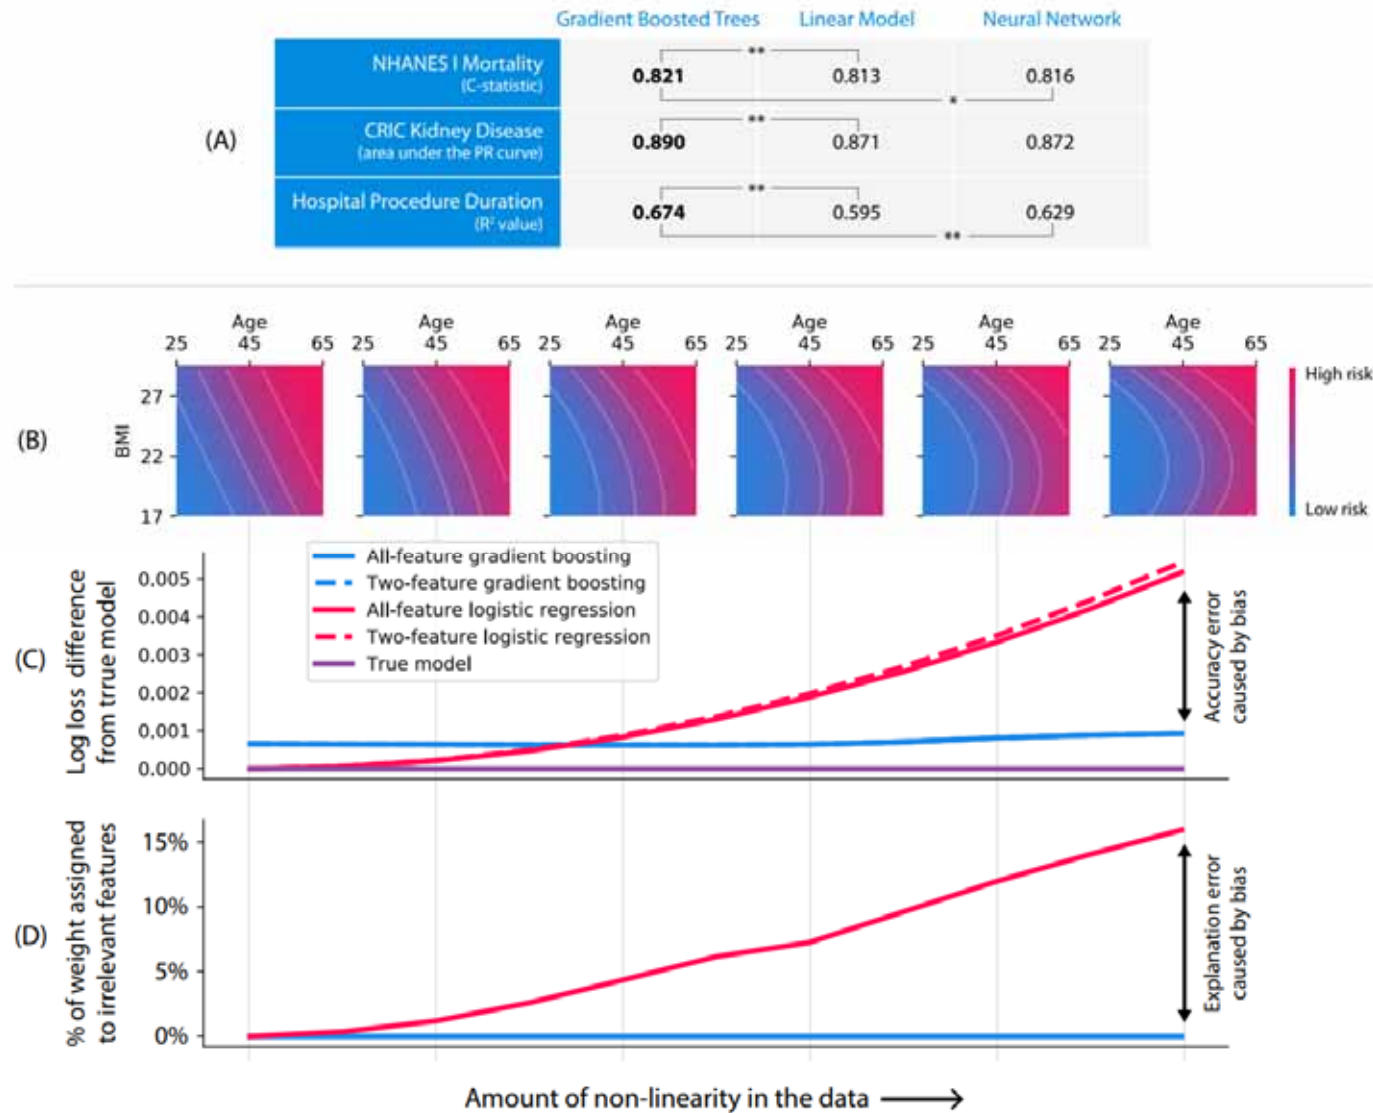 Gradient Boosted Trees Linear Model Neural Network
NHANES I Mortality
(C-statistic)
** 
0.821 0.813 0.816
*
(A)
CRIC Kidney Disease
(area under the PR curve)
**
0.890 0.871 0.872
Hospital Procedure Duration
(R² value)
**
0.674 0.595 0.629
**
Age Age Age Age Age Age
25 45 65 25 45 65 25 45 65 25 45 65 25 45 65 25 45 65
(B)
BMI
27
22
17
High risk
Low risk
(C)
Log loss difference
from trrue model
0.005
0.004
0.003
0.002
0.001
0.000
All-feature gradient boosting
Two-feature gradient boosting
All-feature logistic regression
Two-feature logistic regression
True model
Accuracy error
caused by bias
(D)
% of weight assigned
to irrelevant features
15%
10%
5%
0%
Explanation error
caused by bias
Amount of non-linearity in the data